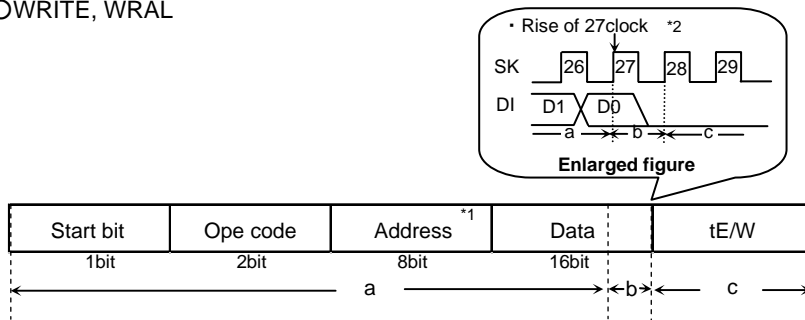 ○WRITE, WRAL
・Rise of 27clock *2
SK 26 27 28 29
DI D1 D0
a b c
Enlarged figure
Start bit Ope code Address *1 Data tE/W
1bit 2bit 8bit 16bit
a b c